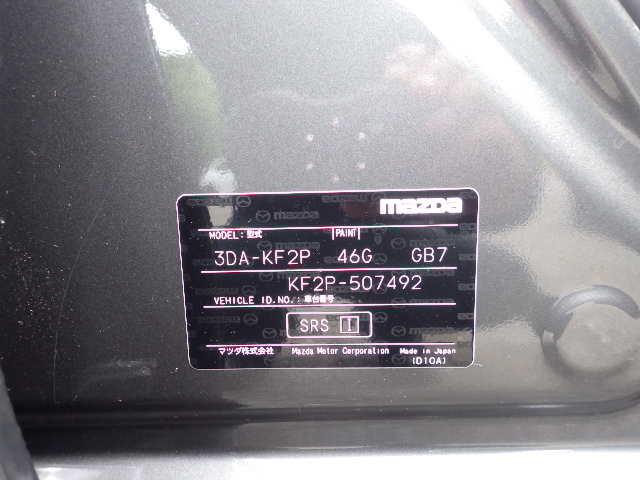 mazda
MODEL: 型式 PAINT
3DA-KF2P 46G GB7
KF2P-507492
VEHICLE ID.NO.: 車台番号
SRS I
マツダ株式会社 Mazda Motor Corporation Made in Japan
(D10A)